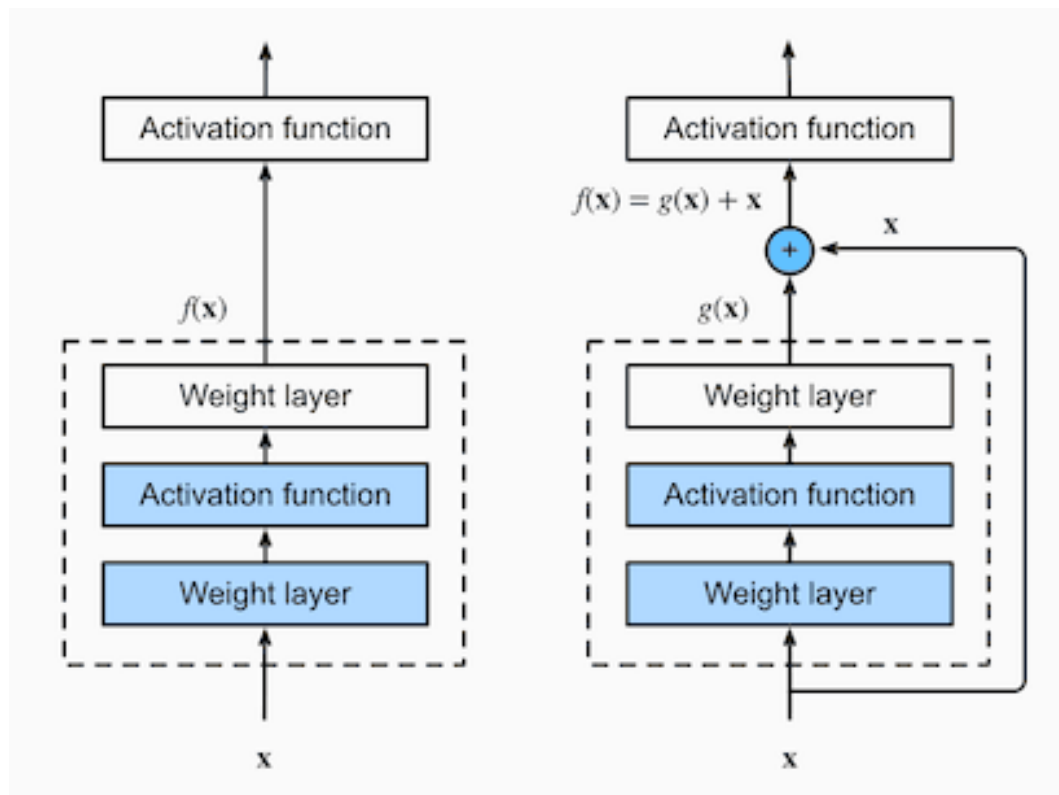 Activation function
f(x)
Weight layer
Activation function
Weight layer
x
Activation function
f(x) = g(x) + x
x
+
g(x)
Weight layer
Activation function
Weight layer
x